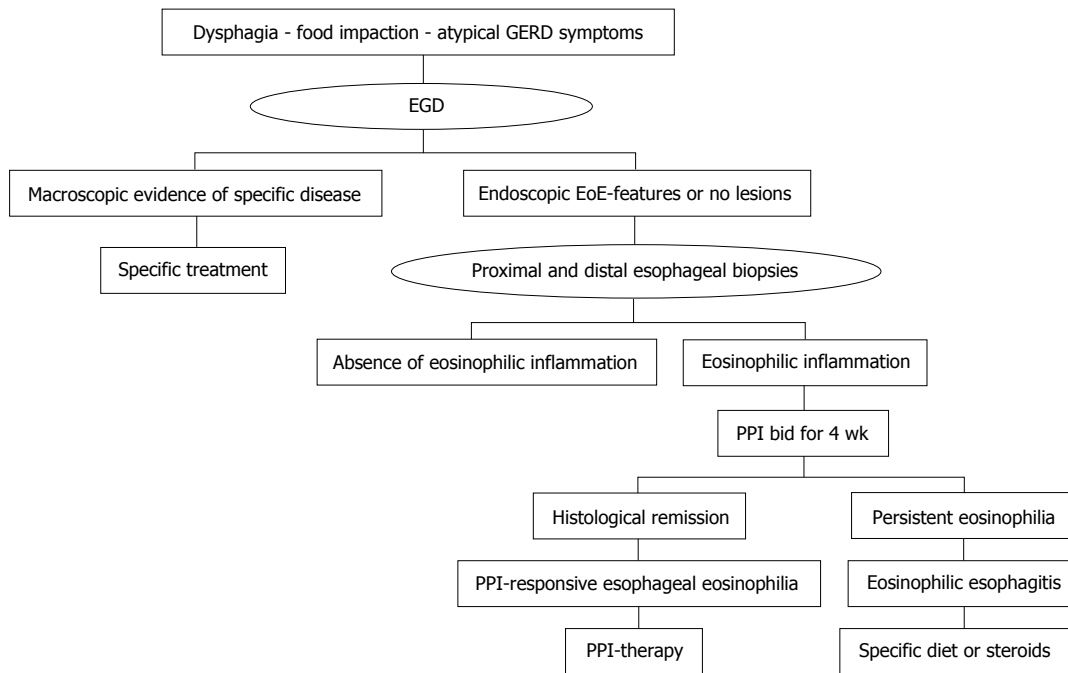 Dysphagia - food impaction - atypical GERD symptoms
EGD
Macroscopic evidence of specific disease
Endoscopic EoE-features or no lesions
Specific treatment
Proximal and distal esophageal biopsies
Absence of eosinophilic inflammation
Eosinophilic inflammation
PPI bid for 4 wk
Histological remission
Persistent eosinophilia
PPI-responsive esophageal eosinophilia
Eosinophilic esophagitis
PPI-therapy
Specific diet or steroids